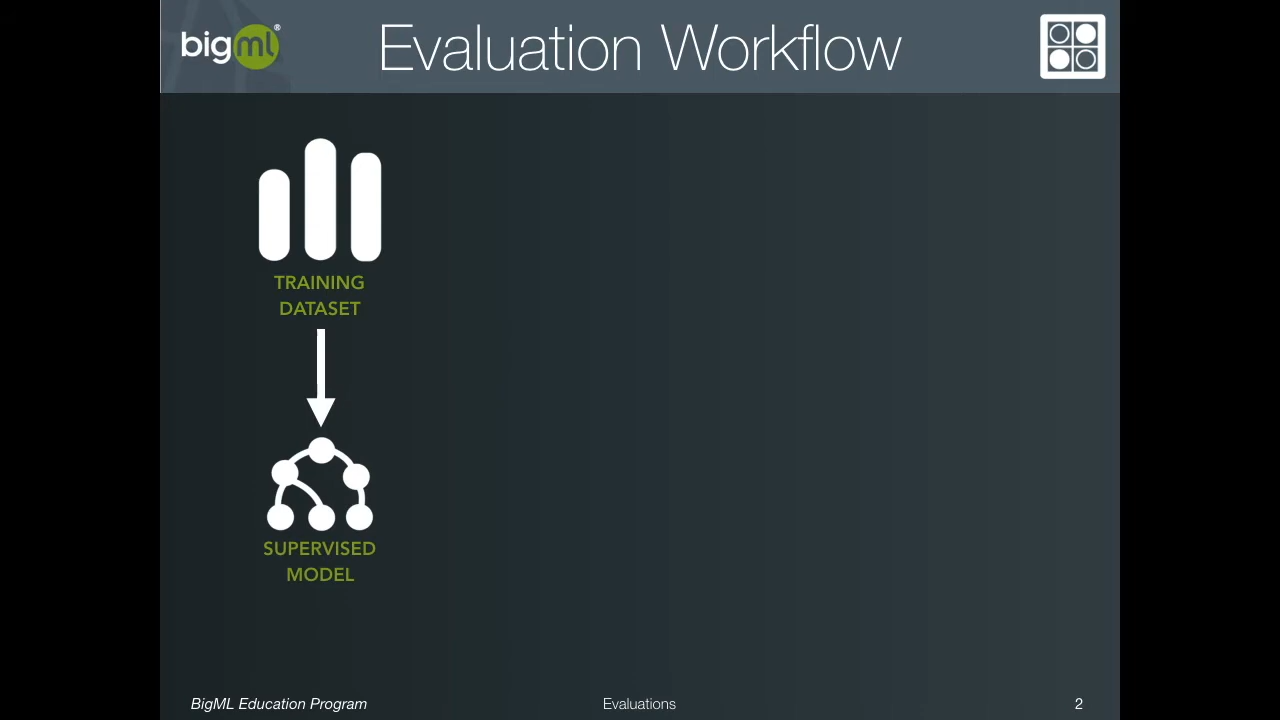 bigml®
Evaluation Workflow
TRAINING
DATASET
SUPERVISED
MODEL
BigML Education Program
Evaluations
2